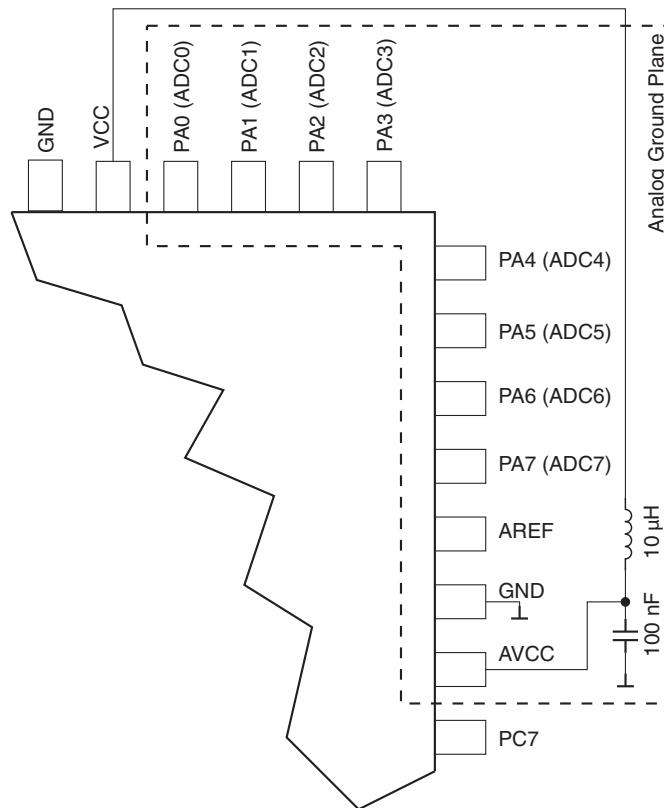 GND
VCC
PA0 (ADC0)
PA1 (ADC1)
PA2 (ADC2)
PA3 (ADC3)
Analog Ground Plane
PA4 (ADC4)
PA5 (ADC5)
PA6 (ADC6)
PA7 (ADC7)
AREF
10 µH
GND
AVCC
100 nF
PC7